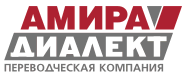 АМИРА
ДИАЛЕКТ
ПЕРЕВОДЧЕСКАЯ КОМПАНИЯ